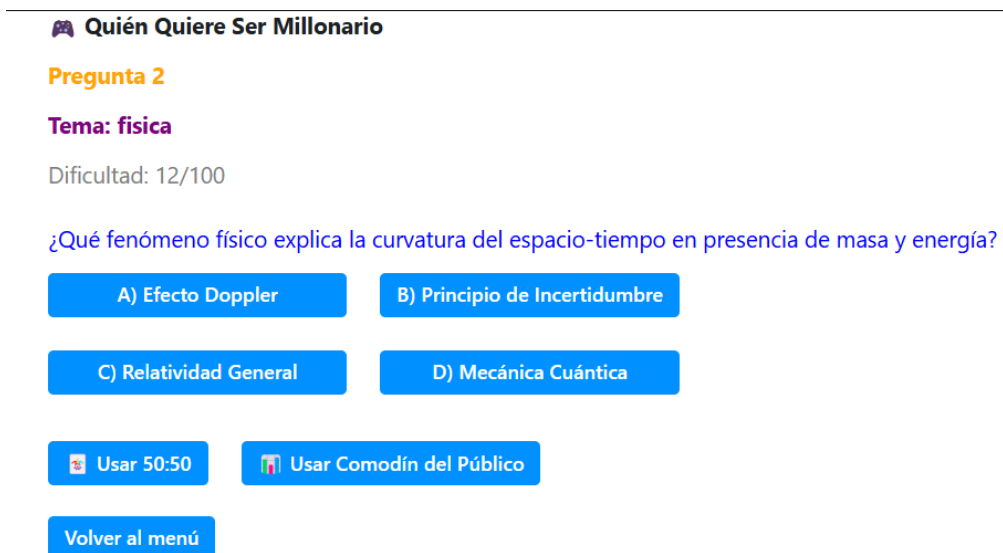 🎮 Quién Quiere Ser Millonario
Pregunta 2
Tema: fisica
Dificultad: 12/100
¿Qué fenómeno físico explica la curvatura del espacio-tiempo en presencia de masa y energía?
A) Efecto Doppler
B) Principio de Incertidumbre
C) Relatividad General
D) Mecánica Cuántica
🃏 Usar 50:50
📊 Usar Comodín del Público
Volver al menú